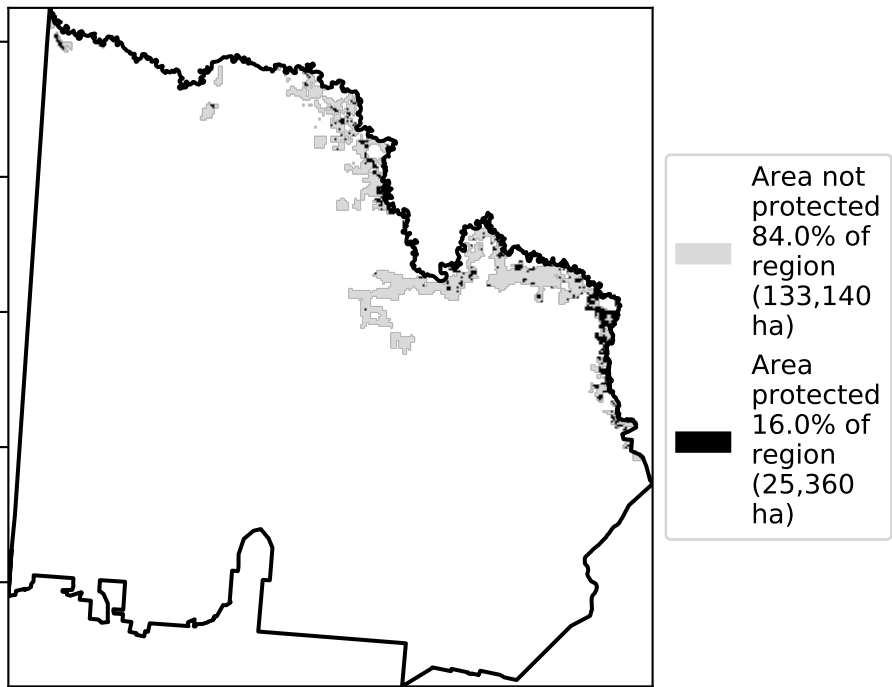 Area not
protected
84.0% of
region
(133,140
ha)
Area
protected
16.0% of
region
(25,360
ha)